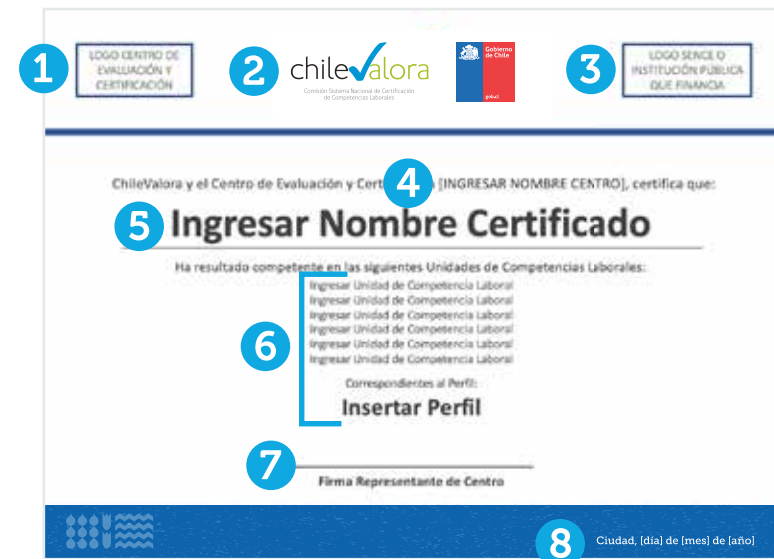 1
LOGO CENTRO DE
EVALUACIÓN Y
CERTIFICACIÓN
2
chilevalora
Comisión Sistema Nacional de Certificación
de Competencias Laborales
Gobierno
de Chile
gob.cl
3
LOGO SENCE O
INSTITUCIÓN PÚBLICA
QUE FINANCIA
4
ChileValora y el Centro de Evaluación y Cert [INGRESAR NOMBRE CENTRO], certifica que:
5
Ingresar Nombre Certificado
Ha resultado competente en las siguientes Unidades de Competencias Laborales:
6
Ingresar Unidad de Competencia Laboral
Ingresar Unidad de Competencia Laboral
Ingresar Unidad de Competencia Laboral
Ingresar Unidad de Competencia Laboral
Ingresar Unidad de Competencia Laboral
Ingresar Unidad de Competencia Laboral
Correspondientes al Perfil:
Insertar Perfil
7
Firma Representante de Centro
8
Ciudad, [día] de [mes] de [año]